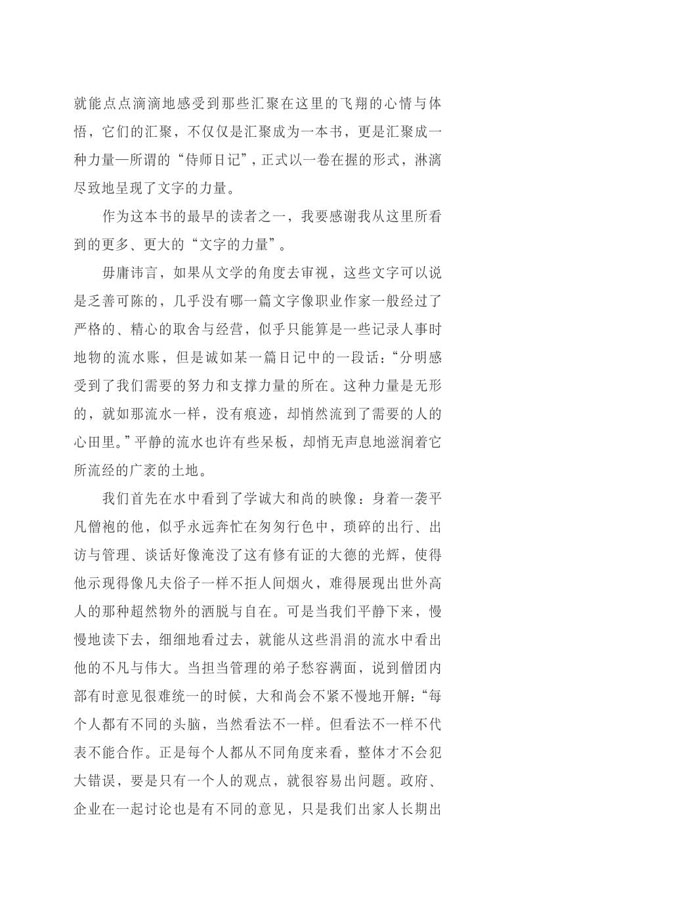 就能点点滴滴地感受到那些汇聚在这里的飞翔的心情与体
悟，它们的汇聚，不仅仅是汇聚成为一本书，更是汇聚成一
种力量—所谓的“侍师日记”，正式以一卷在握的形式，淋漓
尽致地呈现了文字的力量。
作为这本书的最早的读者之一，我要感谢我从这里所看
到的更多、更大的“文字的力量”。
毋庸讳言，如果从文学的角度去审视，这些文字可以说
是乏善可陈的，几乎没有哪一篇文字像职业作家一般经过了
严格的、精心的取舍与经营，似乎只能算是一些记录人事时
地物的流水账，但是诚如某一篇日记中的一段话：“分明感
受到了我们需要的努力和支撑力量的所在。这种力量是无形
的，就如那流水一样，没有痕迹，却悄然流到了需要的人的
心田里。”平静的流水也许有些呆板，却悄无声息地滋润着它
所流经的广袤的土地。
我们首先在水中看到了学诚大和尚的映像：身着一袭平
凡僧袍的他，似乎永远奔忙在匆匆行色中，琐碎的出行、出
访与管理、谈话好像淹没了这有修有证的大德的光辉，使得
他示现得像凡夫俗子一样不拒人间烟火，难得展现出世外高
人的那种超然物外的洒脱与自在。可是当我们平静下来，慢
慢地读下去，细细地看过去，就能从这些涓涓的流水中看出
他的不凡与伟大。当担当管理的弟子愁容满面，说到僧团内
部有时意见很难统一的时候，大和尚会不紧不慢地开解：“每
个人都有不同的头脑，当然看法不一样。但看法不一样不代
表不能合作。正是每个人都从不同角度来看，整体才不会犯
大错误，要是只有一个人的观点，就很容易出问题。政府、
企业在一起讨论也是有不同的意见，只是我们出家人长期出